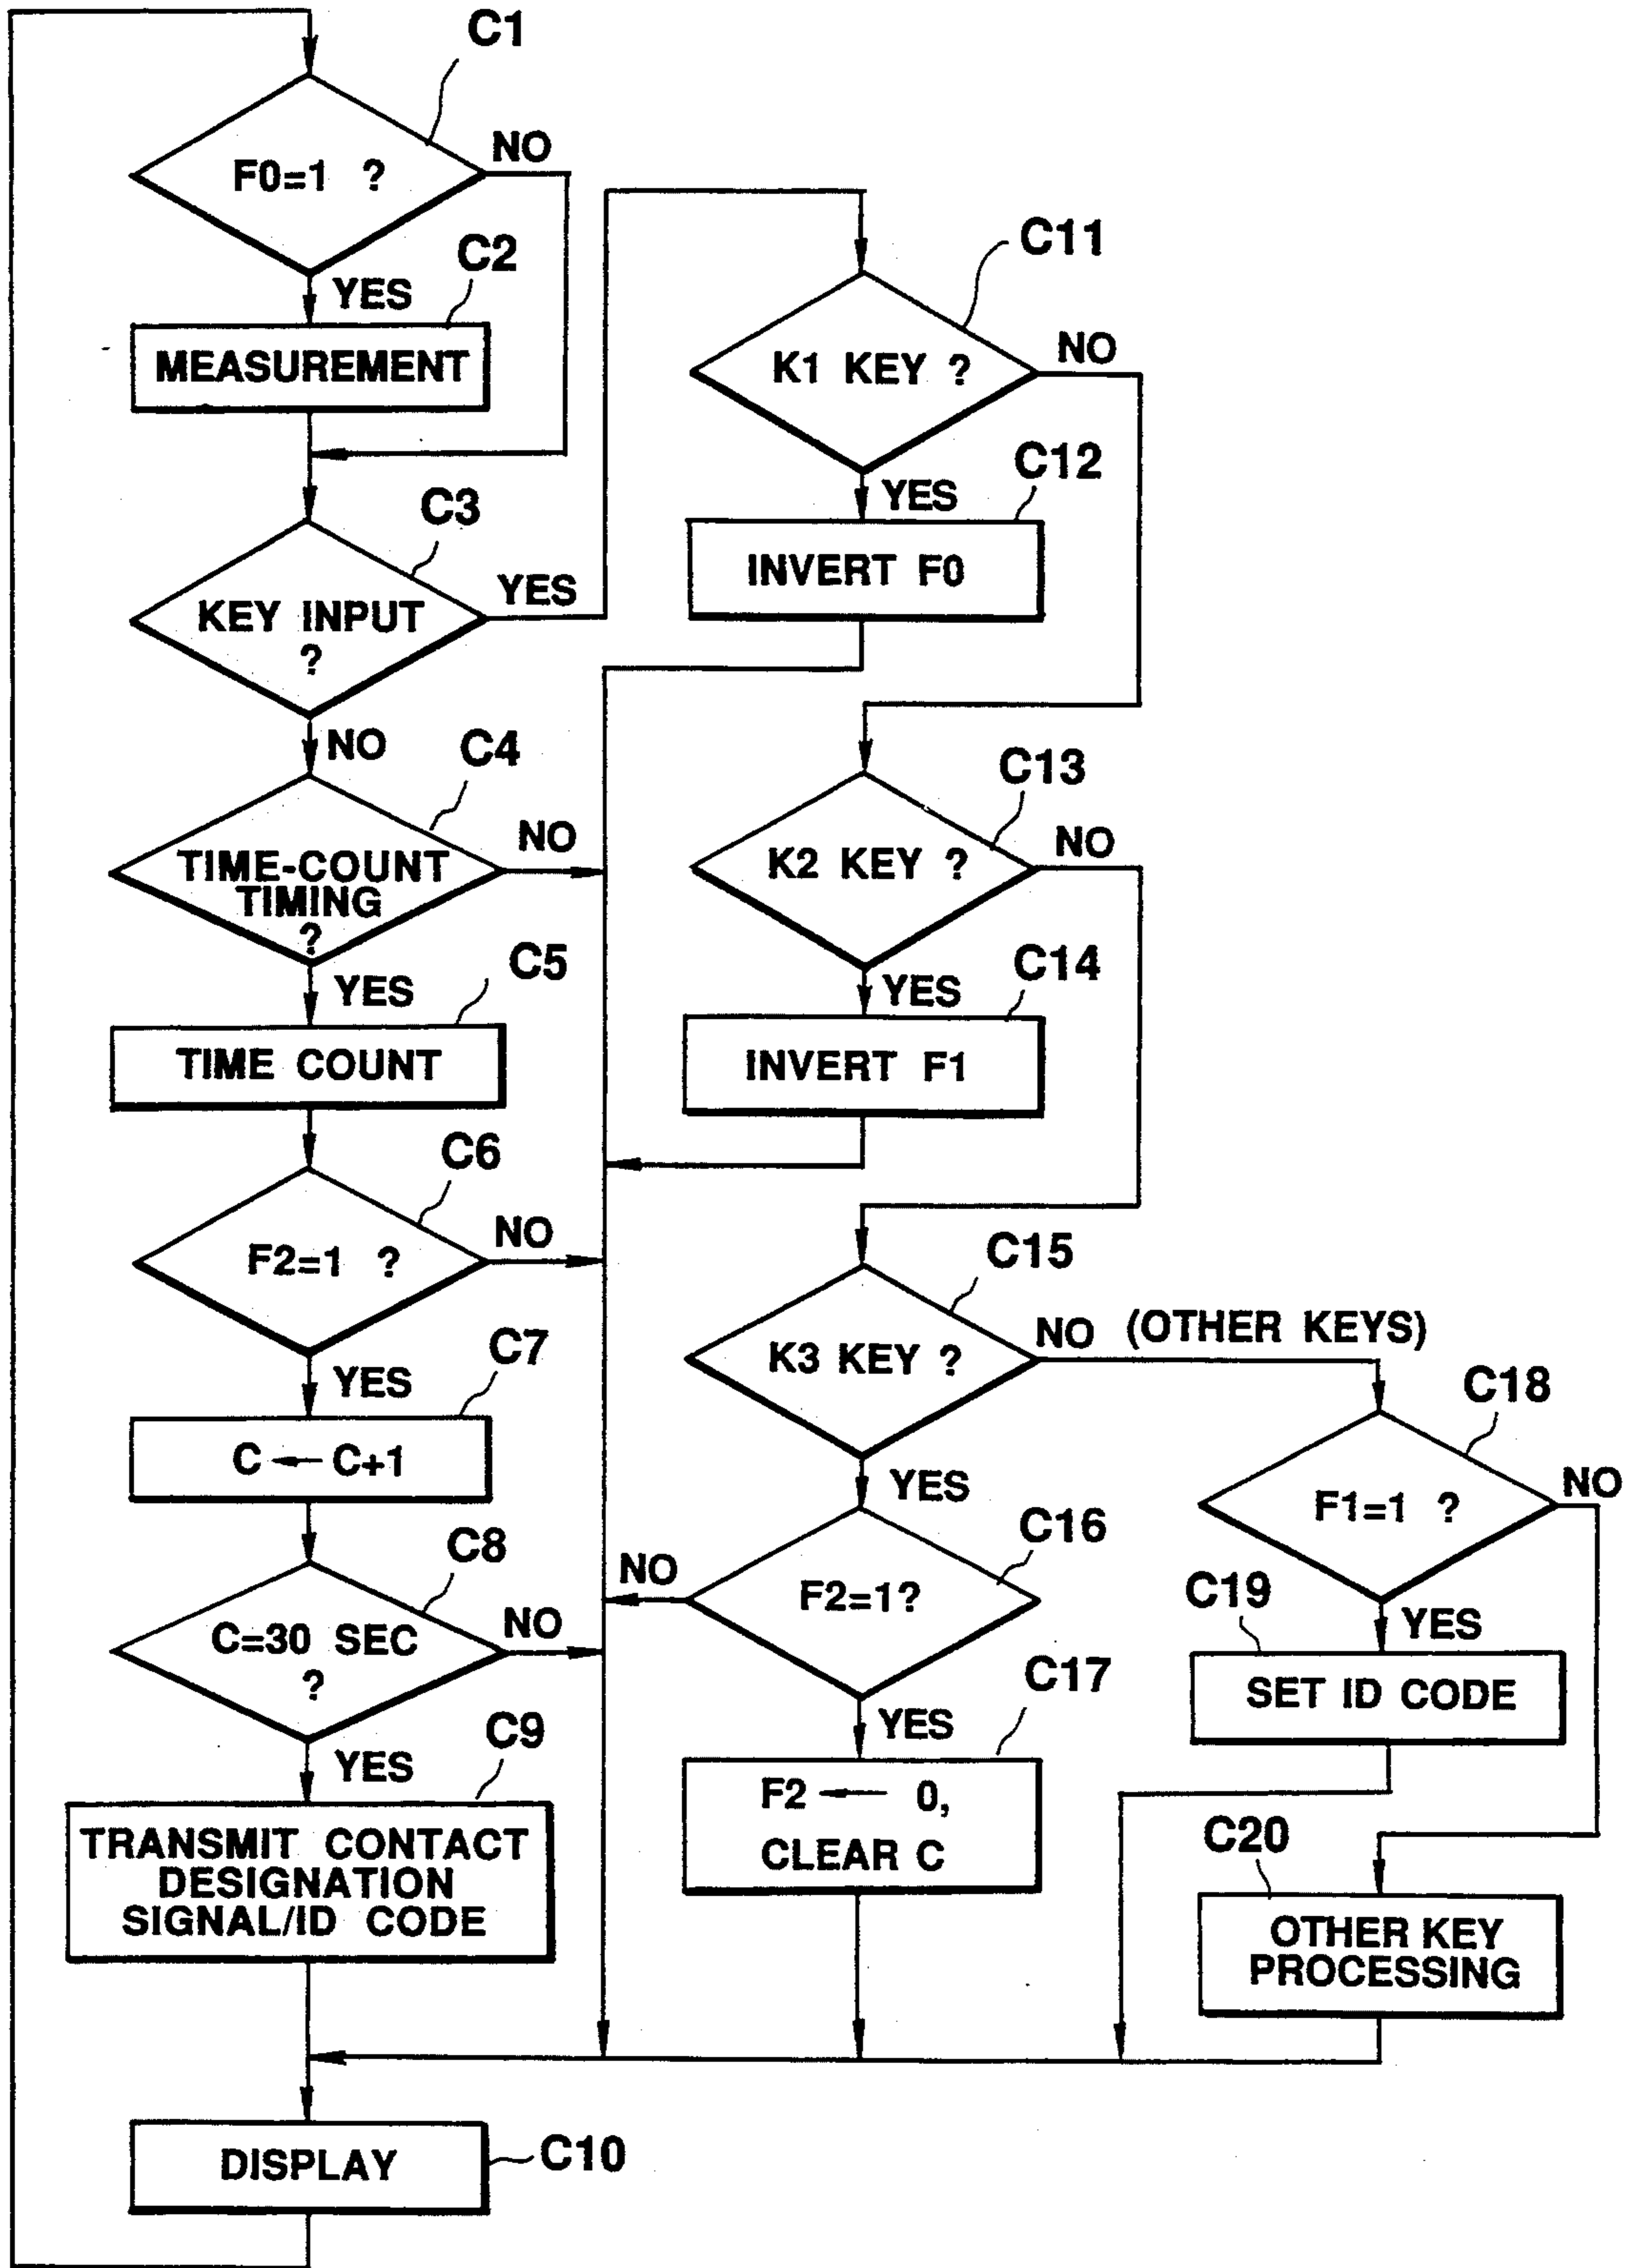 C1
F0=1 ?
NO
YES
C2
MEASUREMENT
C3
KEY INPUT
?
YES
NO
C4
TIME-COUNT
TIMING
?
NO
YES
C5
TIME COUNT
C6
F2=1 ?
NO
YES
C7
C ← C+1
C8
C=30 SEC
?
NO
YES
C9
TRANSMIT CONTACT
DESIGNATION
SIGNAL/ID CODE
DISPLAY
C10
C11
K1 KEY ?
NO
YES
C12
INVERT F0
C13
K2 KEY ?
NO
YES
C14
INVERT F1
C15
K3 KEY ?
NO (OTHER KEYS)
YES
C16
F2=1?
NO
YES
C17
F2 ← 0,
CLEAR C
C18
F1=1 ?
NO
YES
C19
SET ID CODE
C20
OTHER KEY
PROCESSING